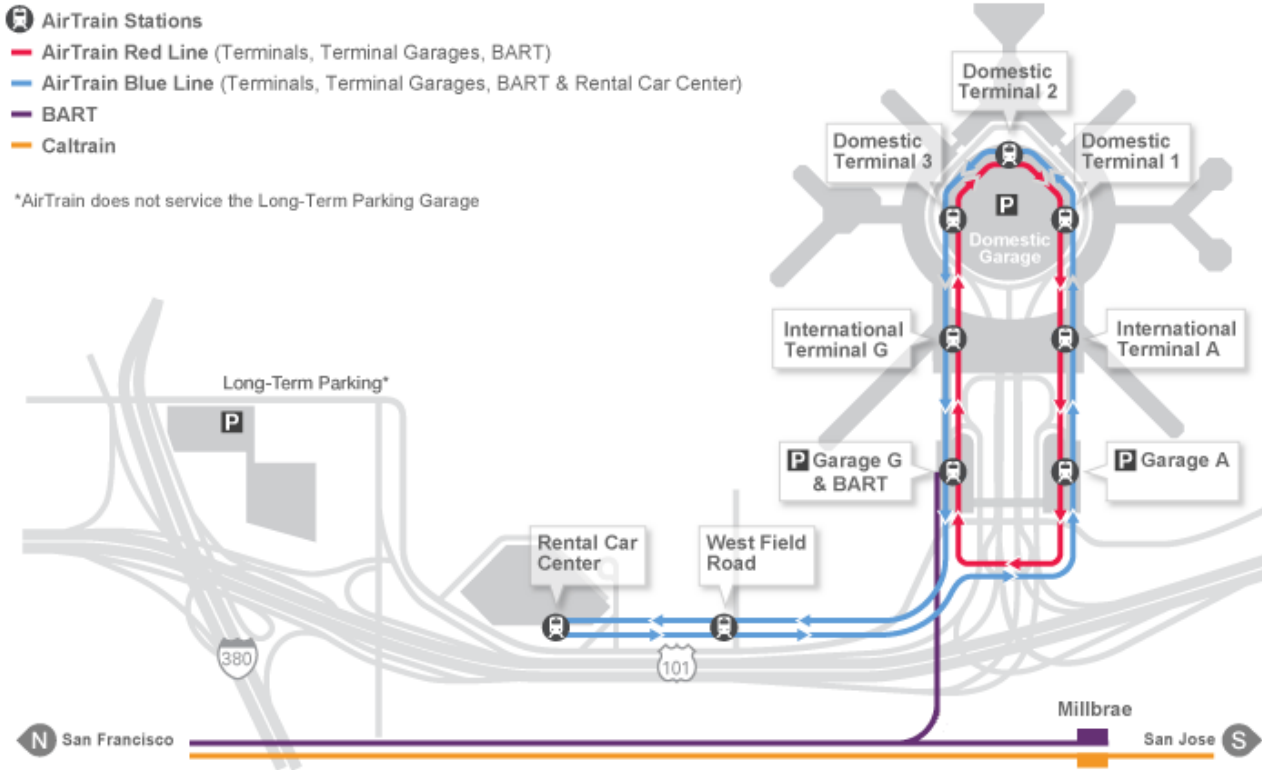 AirTrain Stations
AirTrain Red Line (Terminals, Terminal Garages, BART)
AirTrain Blue Line (Terminals, Terminal Garages, BART & Rental Car Center)
BART
Caltrain
*AirTrain does not service the Long-Term Parking Garage
Domestic
Terminal 2
Domestic
Terminal 3
Domestic
Terminal 1
P
Domestic
Garage
International
Terminal G
International
Terminal A
Long-Term Parking*
P
P Garage G
& BART
P Garage A
Rental Car
Center
West Field
Road
380
101
Millbrae
N San Francisco
San Jose S